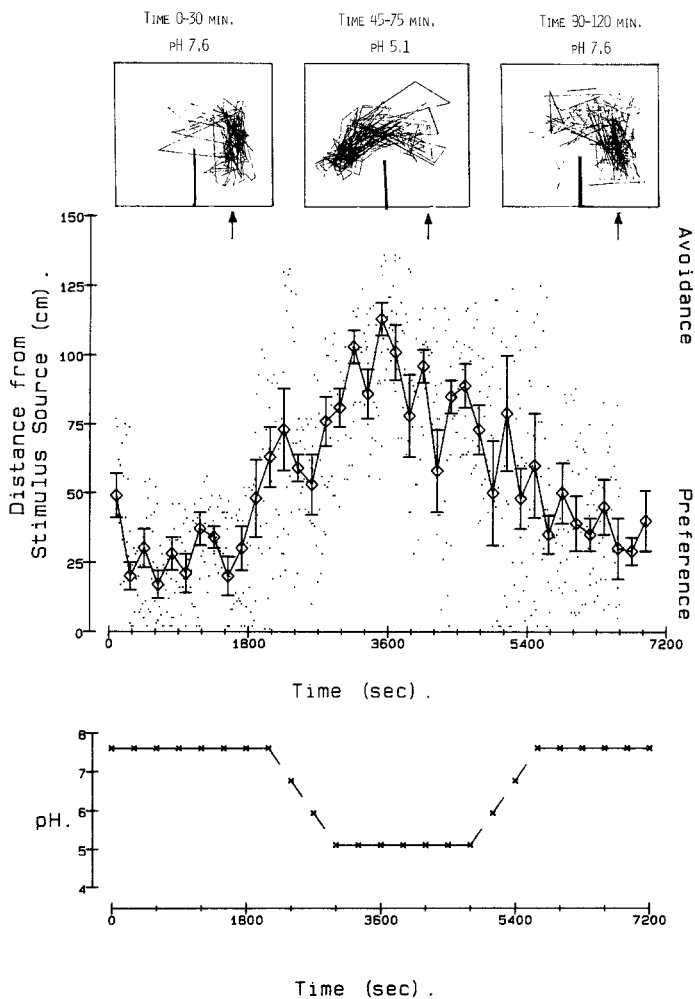 TIME 0-30 MIN. TIME 45-75 MIN. TIME 90-120 MIN.
pH 7.6 pH 5.1 pH 7.6
150
125
100
75
50
25
0
Distance from
Stimulus Source (cm).
Avoidance
Preference
0 1800 3600 5400 7200
Time (sec).
8
7
6
5
4
pH.
0 1800 3600 5400 7200
Time (sec).